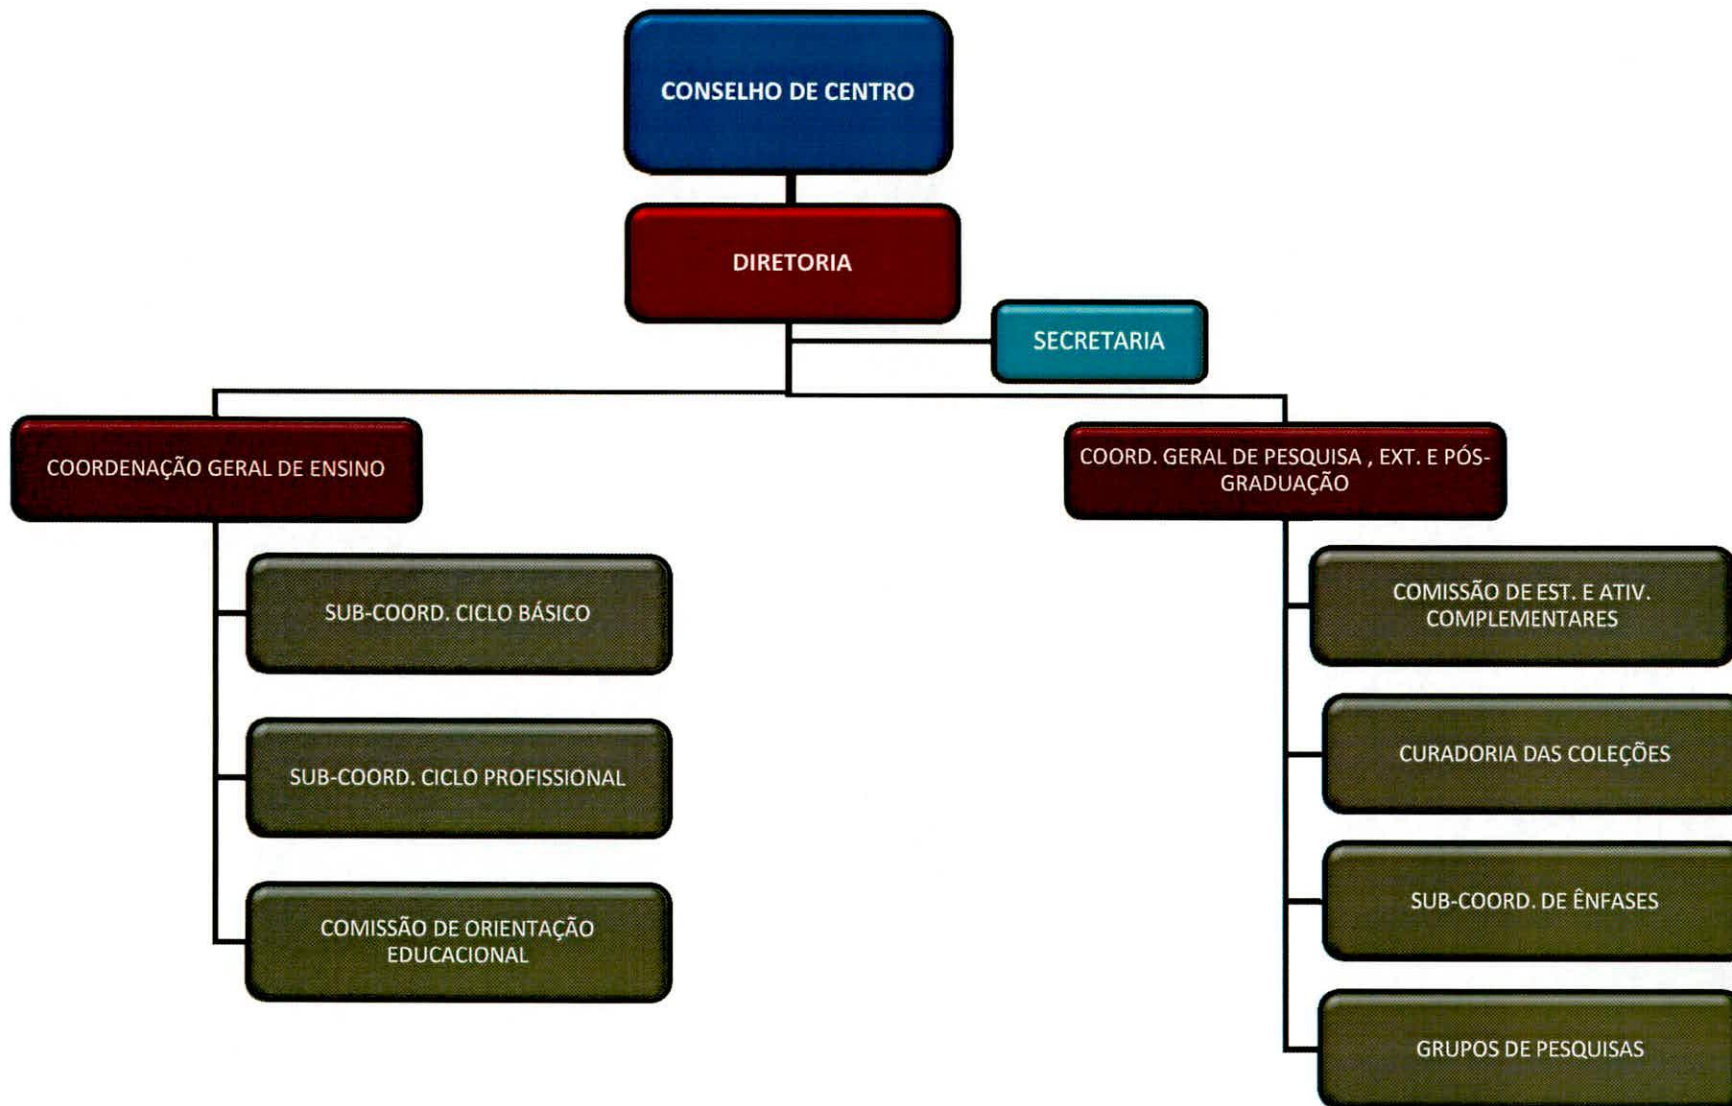 CONSELHO DE CENTRO
DIRETORIA
SECRETARIA
COORDENAÇÃO GERAL DE ENSINO
COORD. GERAL DE PESQUISA , EXT. E PÓS-
GRADUAÇÃO
SUB-COORD. CICLO BÁSICO
SUB-COORD. CICLO PROFISSIONAL
COMISSÃO DE ORIENTAÇÃO
EDUCACIONAL
COMISSÃO DE EST. E ATIV.
COMPLEMENTARES
CURADORIA DAS COLEÇÕES
SUB-COORD. DE ÊNFASES
GRUPOS DE PESQUISAS